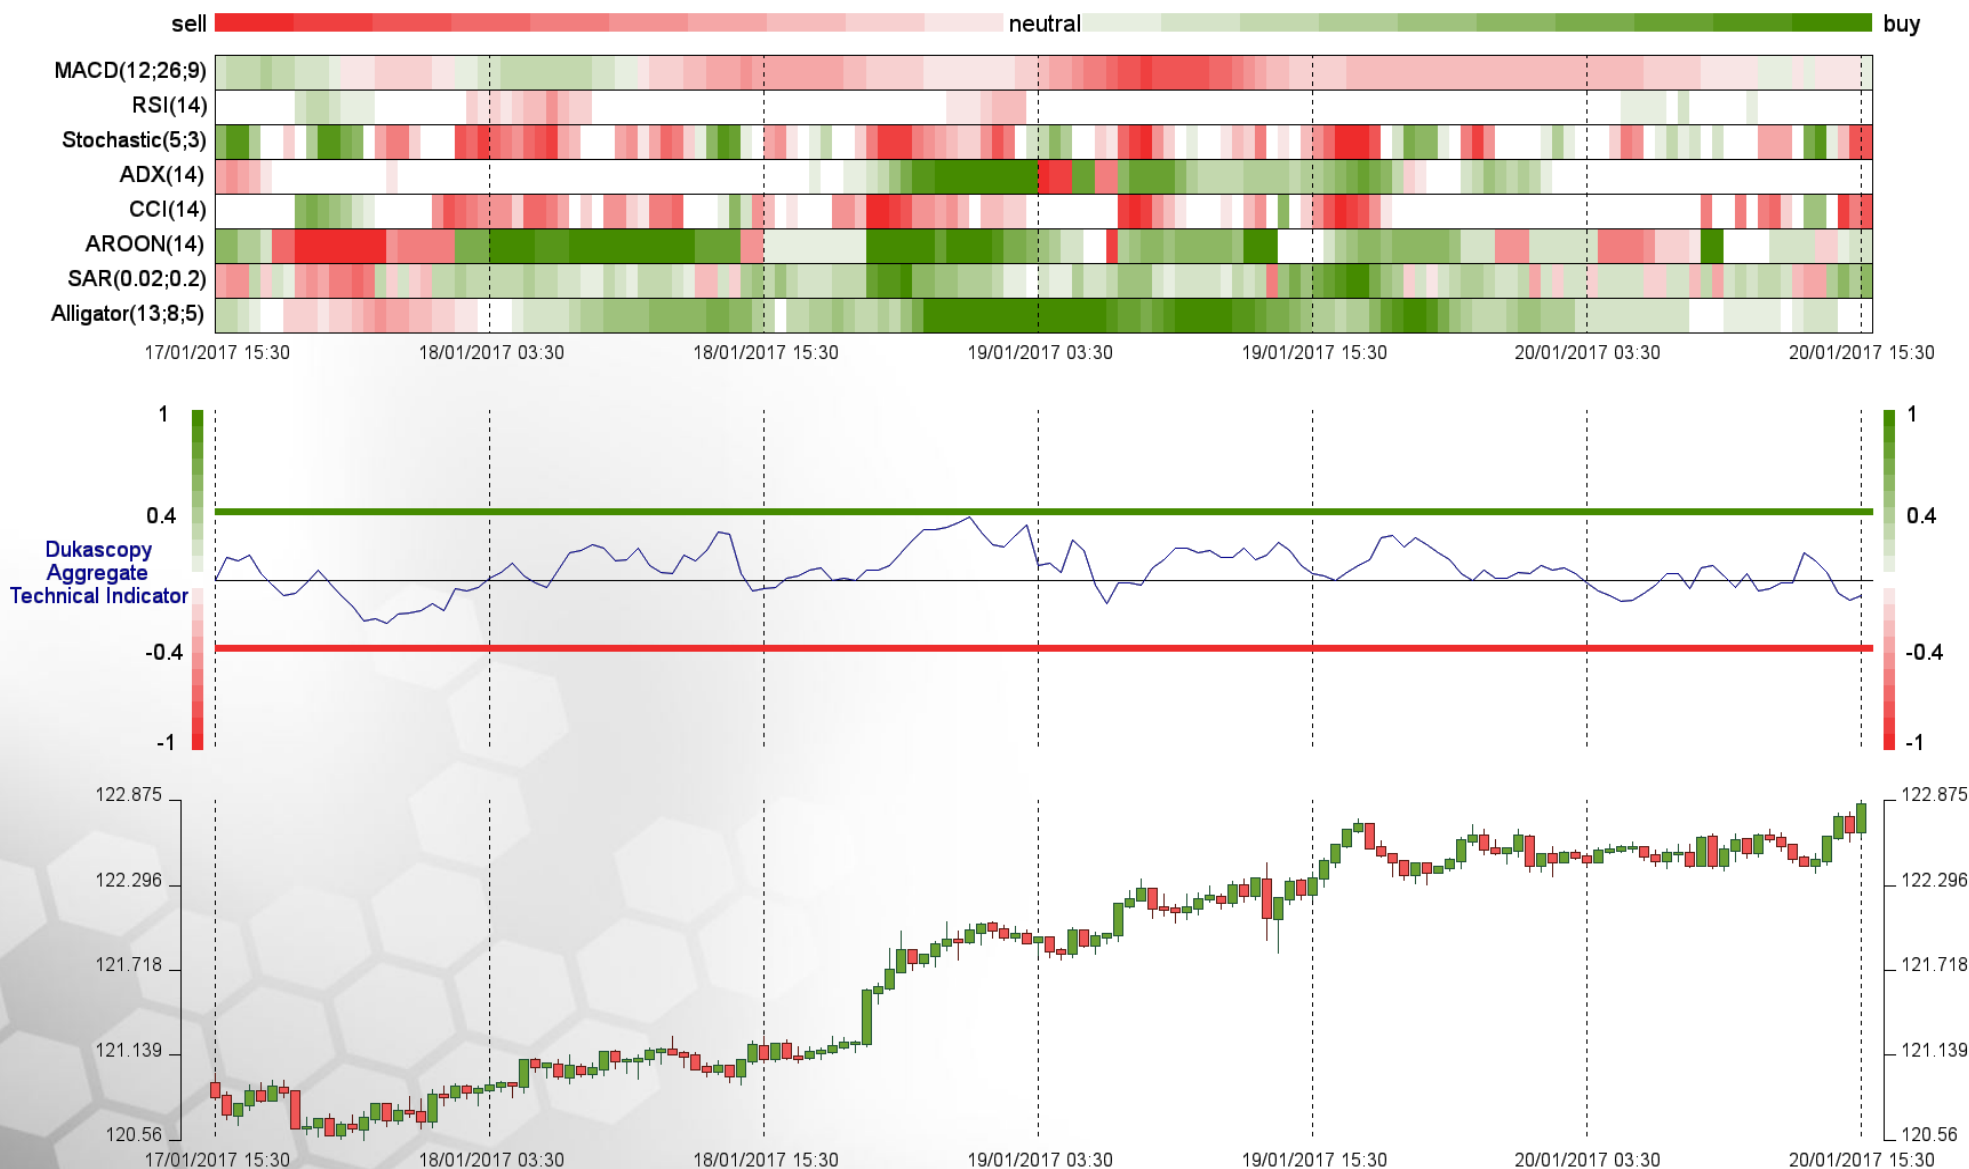 sell neutral buy
MACD(12;26;9)
RSI(14)
Stochastic(5;3)
ADX(14)
CCI(14)
AROON(14)
SAR(0.02;0.2)
Alligator(13;8;5)
17/01/2017 15:30 18/01/2017 03:30 18/01/2017 15:30 19/01/2017 03:30 19/01/2017 15:30 20/01/2017 03:30 20/01/2017 15:30
1 1
0.4 0.4
Dukascopy
Aggregate
Technical Indicator
-0.4 -0.4
-1 -1
122.875 122.875
122.296 122.296
121.718 121.718
121.139 121.139
120.56 120.56
17/01/2017 15:30 18/01/2017 03:30 18/01/2017 15:30 19/01/2017 03:30 19/01/2017 15:30 20/01/2017 03:30 20/01/2017 15:30